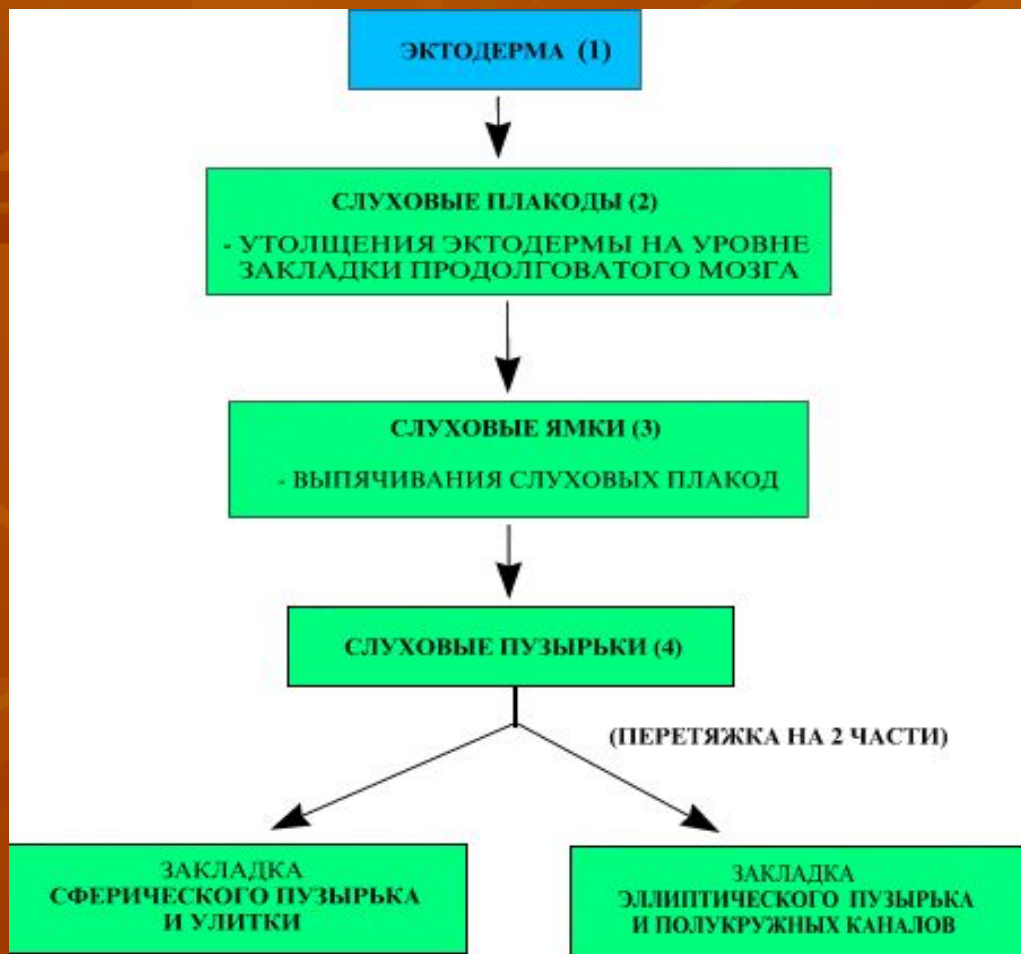 ЭКТОДЕРМА (1)
СЛУХОВЫЕ ПЛАКОДЫ (2)
- УТОЛЩЕНИЯ ЭКТОДЕРМЫ НА УРОВНЕ
ЗАКЛАДКИ ПРОДОЛГОВАТОГО МОЗГА
СЛУХОВЫЕ ЯМКИ (3)
- ВЫПЯЧИВАНИЯ СЛУХОВЫХ ПЛАКОД
СЛУХОВЫЕ ПУЗЫРЬКИ (4)
(ПЕРЕТЯЖКА НА 2 ЧАСТИ)
ЗАКЛАДКА
СФЕРИЧЕСКОГО ПУЗЫРЬКА
И УЛИТКИ
ЗАКЛАДКА
ЭЛЛИПТИЧЕСКОГО ПУЗЫРЬКА
И ПОЛУКРУЖНЫХ КАНАЛОВ